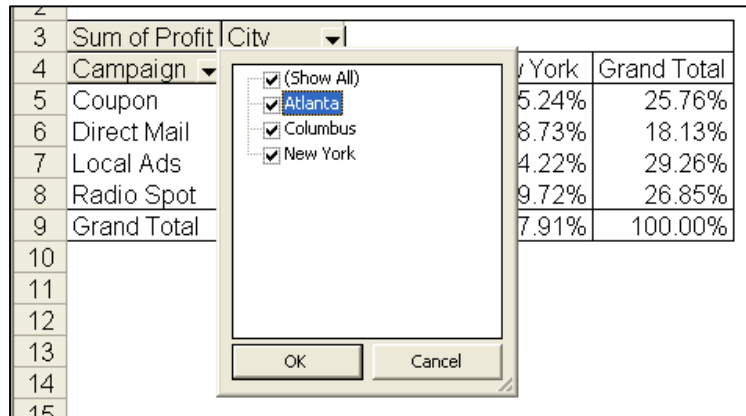 3 Sum of Profit City
4 Campaign York Grand Total
(Show All)
5 Coupon Atlanta 5.24% 25.76%
6 Direct Mail Columbus 8.73% 18.13%
7 Local Ads New York 4.22% 29.26%
8 Radio Spot 9.72% 26.85%
9 Grand Total 7.91% 100.00%
10
11
12
13
OK Cancel
14